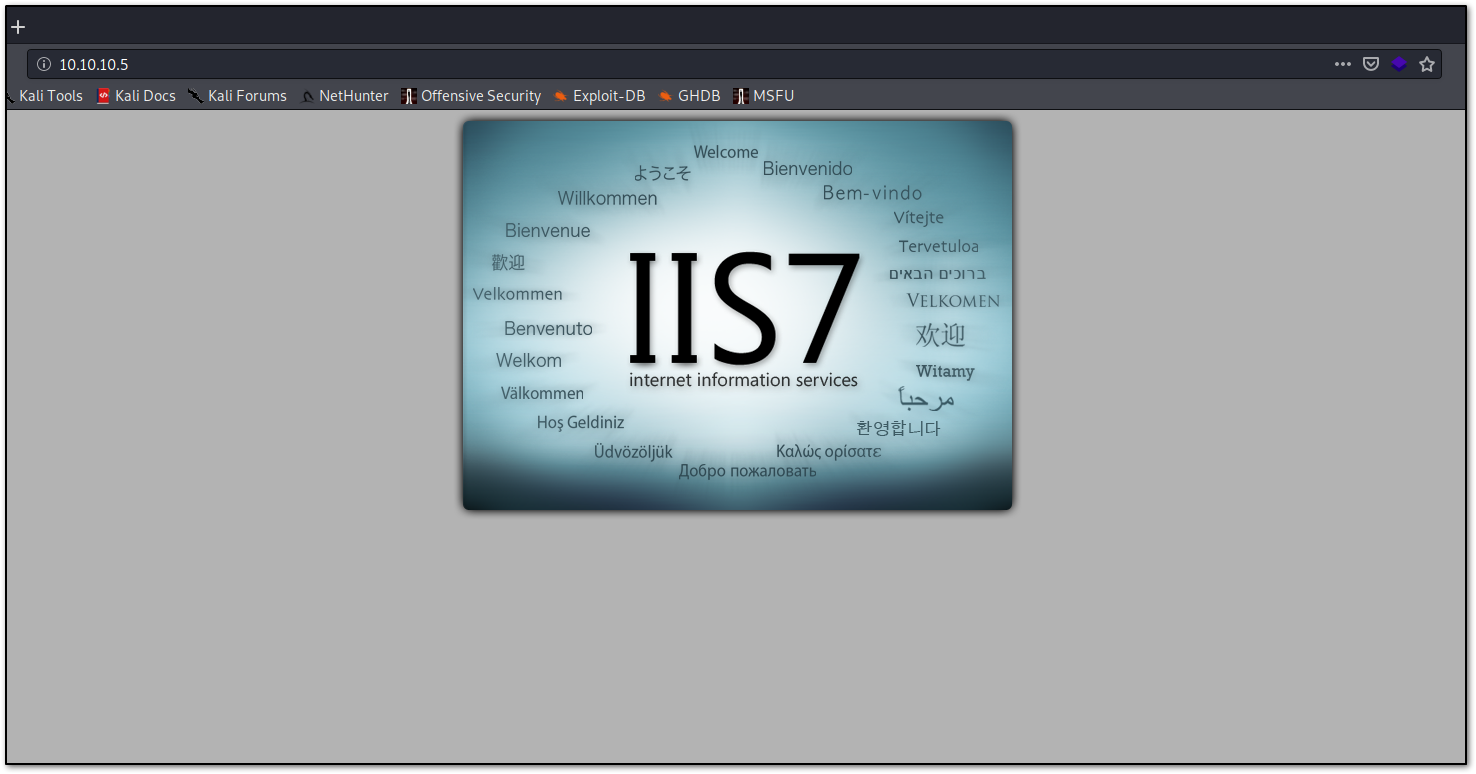 10.10.10.5
Kali Tools Kali Docs Kali Forums NetHunter Offensive Security Exploit-DB GHDB MSFU
Welcome
ようこそ
Bienvenido
Willkommen
Bem-vindo
Vítejte
Bienvenue
Tervetuloa
歡迎
ברוכים הבאים
Velkommen
VELKOMEN
Benvenuto
欢迎
Welkom
Witamy
Välkommen
مرحباً
Hoş Geldiniz
환영합니다
Üdvözöljük
Καλώς ορίσατε
Добро пожаловать
IIS7
internet information services